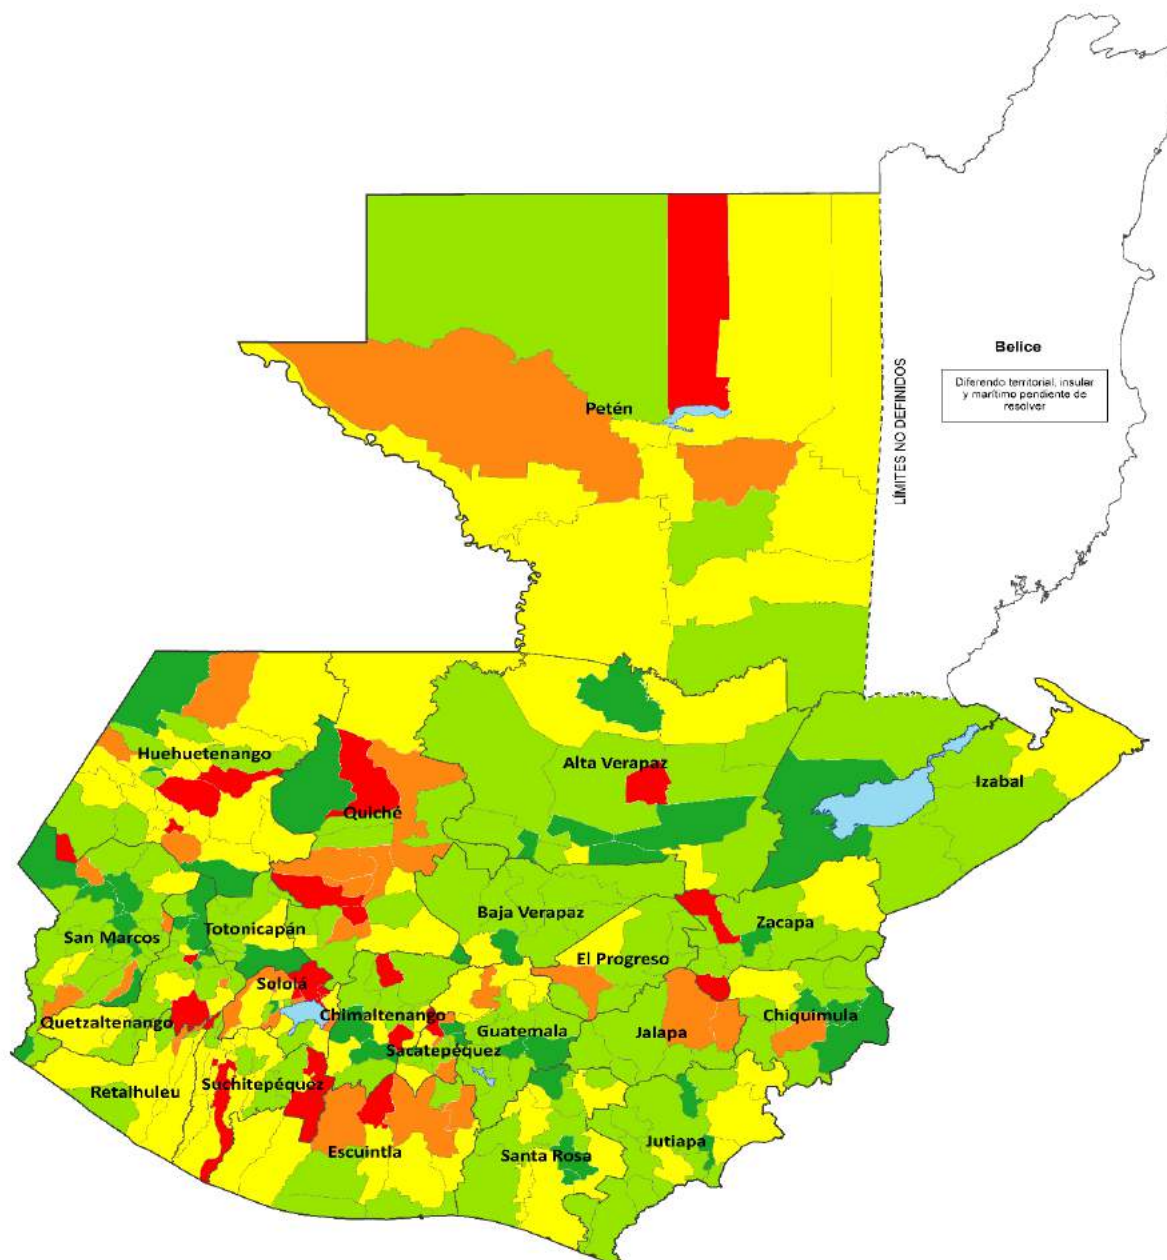 Belice
Diferendo territorial, insular
y marítimo pendiente de
resolver
LÍMITES NO DEFINIDOS
Petén
Huehuetenango
Alta Verapaz
Izabal
Quiché
Baja Verapaz
Zacapa
San Marcos
Totonicapán
El Progreso
Sololá
Quetzaltenango
Chimaltenango
Guatemala
Jalapa
Chiquimula
Sacatepéquez
Retalhuleu
Suchitepéquez
Escuintla
Santa Rosa
Jutiapa